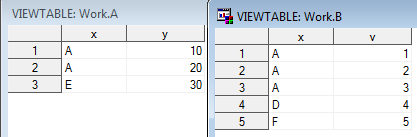 VIEWTABLE: Work.A
x y
1 A 10
2 A 20
3 E 30
VIEWTABLE: Work.B
x v
1 A 1
2 A 2
3 A 3
4 D 4
5 F 5